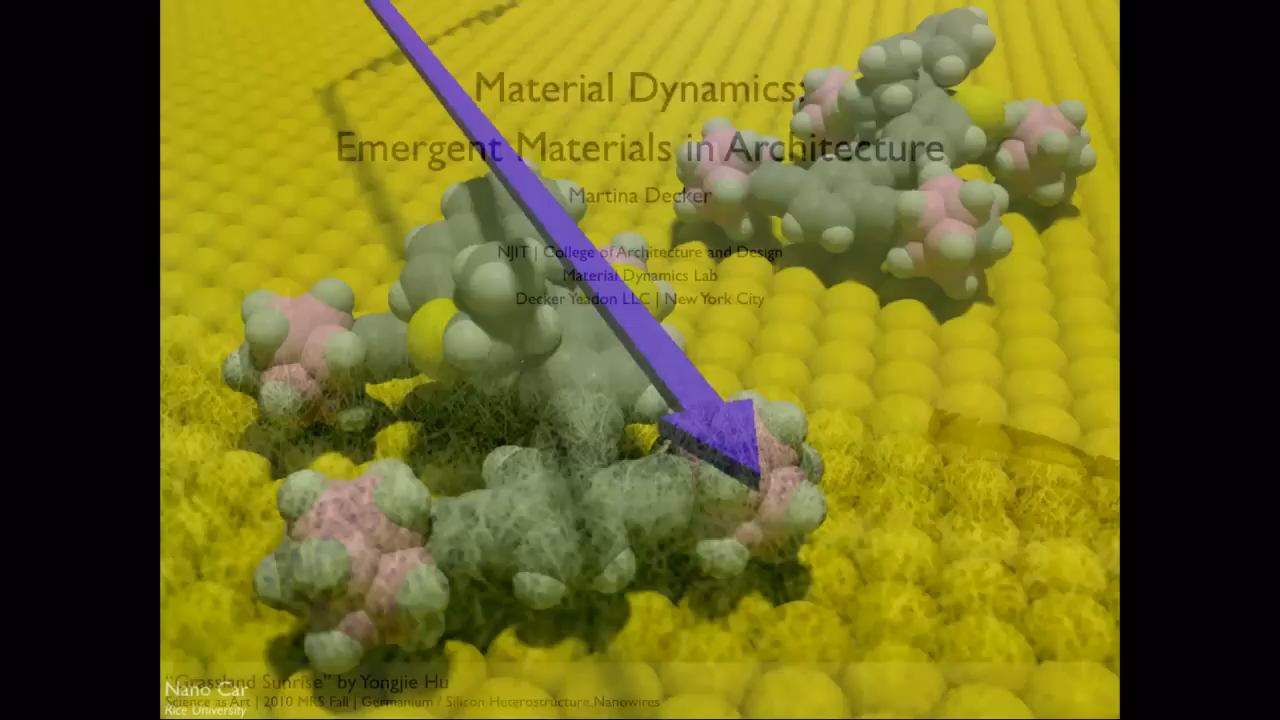 Material Dynamics:
Emergent Materials in Architecture
Martina Decker
NJIT | College of Architecture and Design
Material Dynamics Lab
Decker Yeadon LLC | New York City
"Grassland Sunrise" by Yongjie Hu
Nano Car
Science as Art | 2010 MRS Fall | Germanium / Silicon Heterostructure Nanowires
Rice University